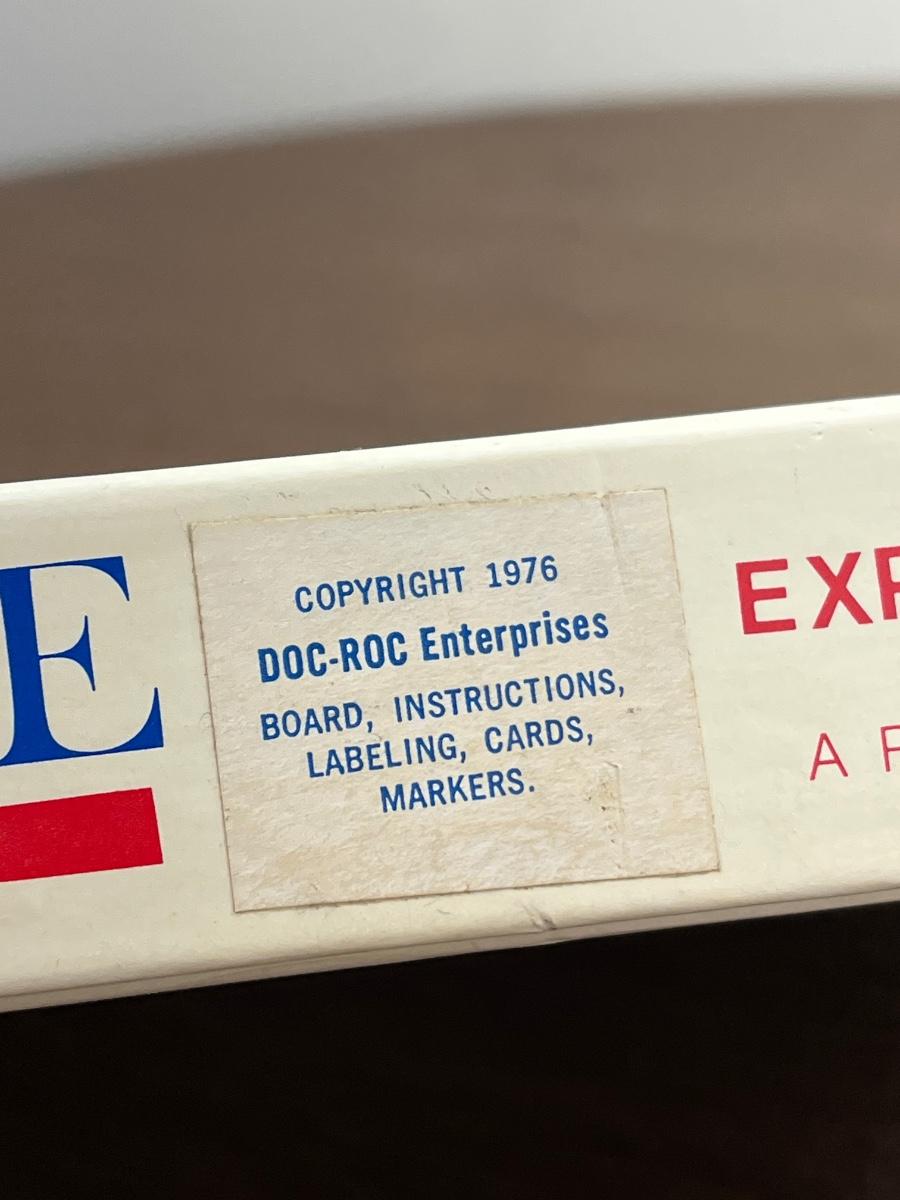 E
COPYRIGHT 1976
DOC-ROC Enterprises
BOARD, INSTRUCTIONS,
LABELING, CARDS,
MARKERS.
EXP
A